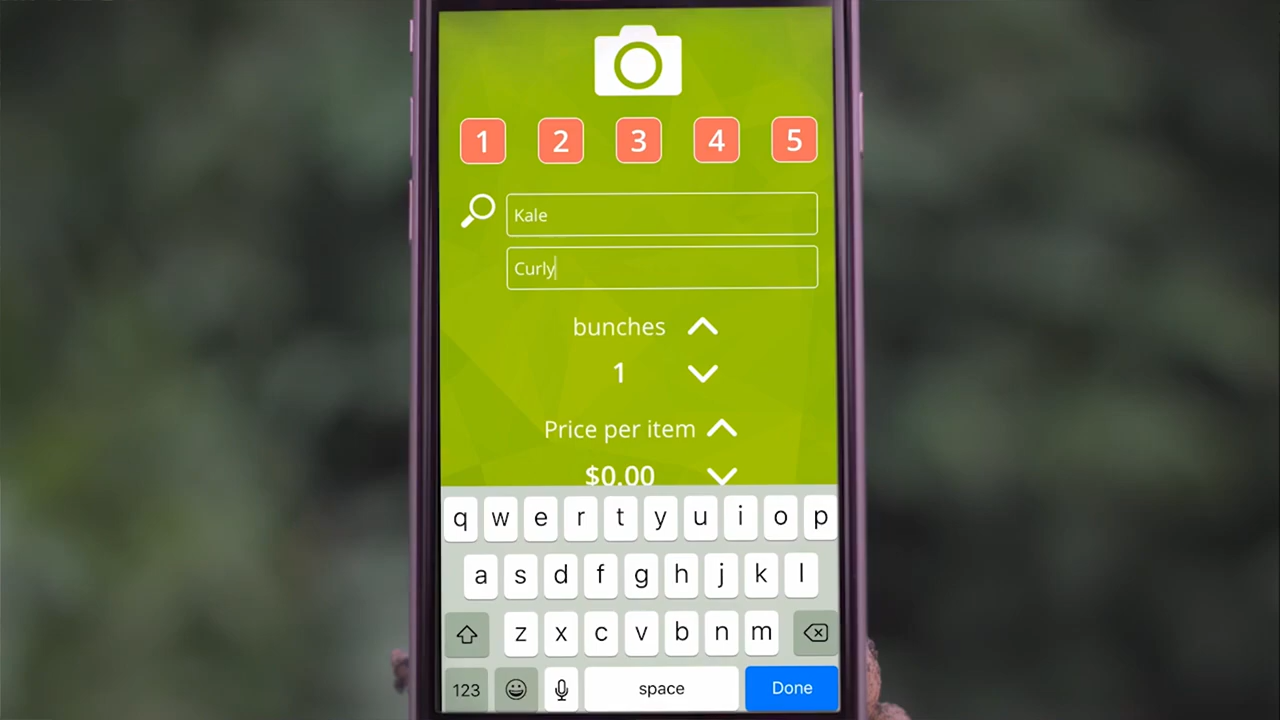 1 2 3 4 5
Kale
Curly
bunches
1
Price per item
$0.00
q w e r t y u i o p
a s d f g h j k l
z x c v b n m
123 space Done